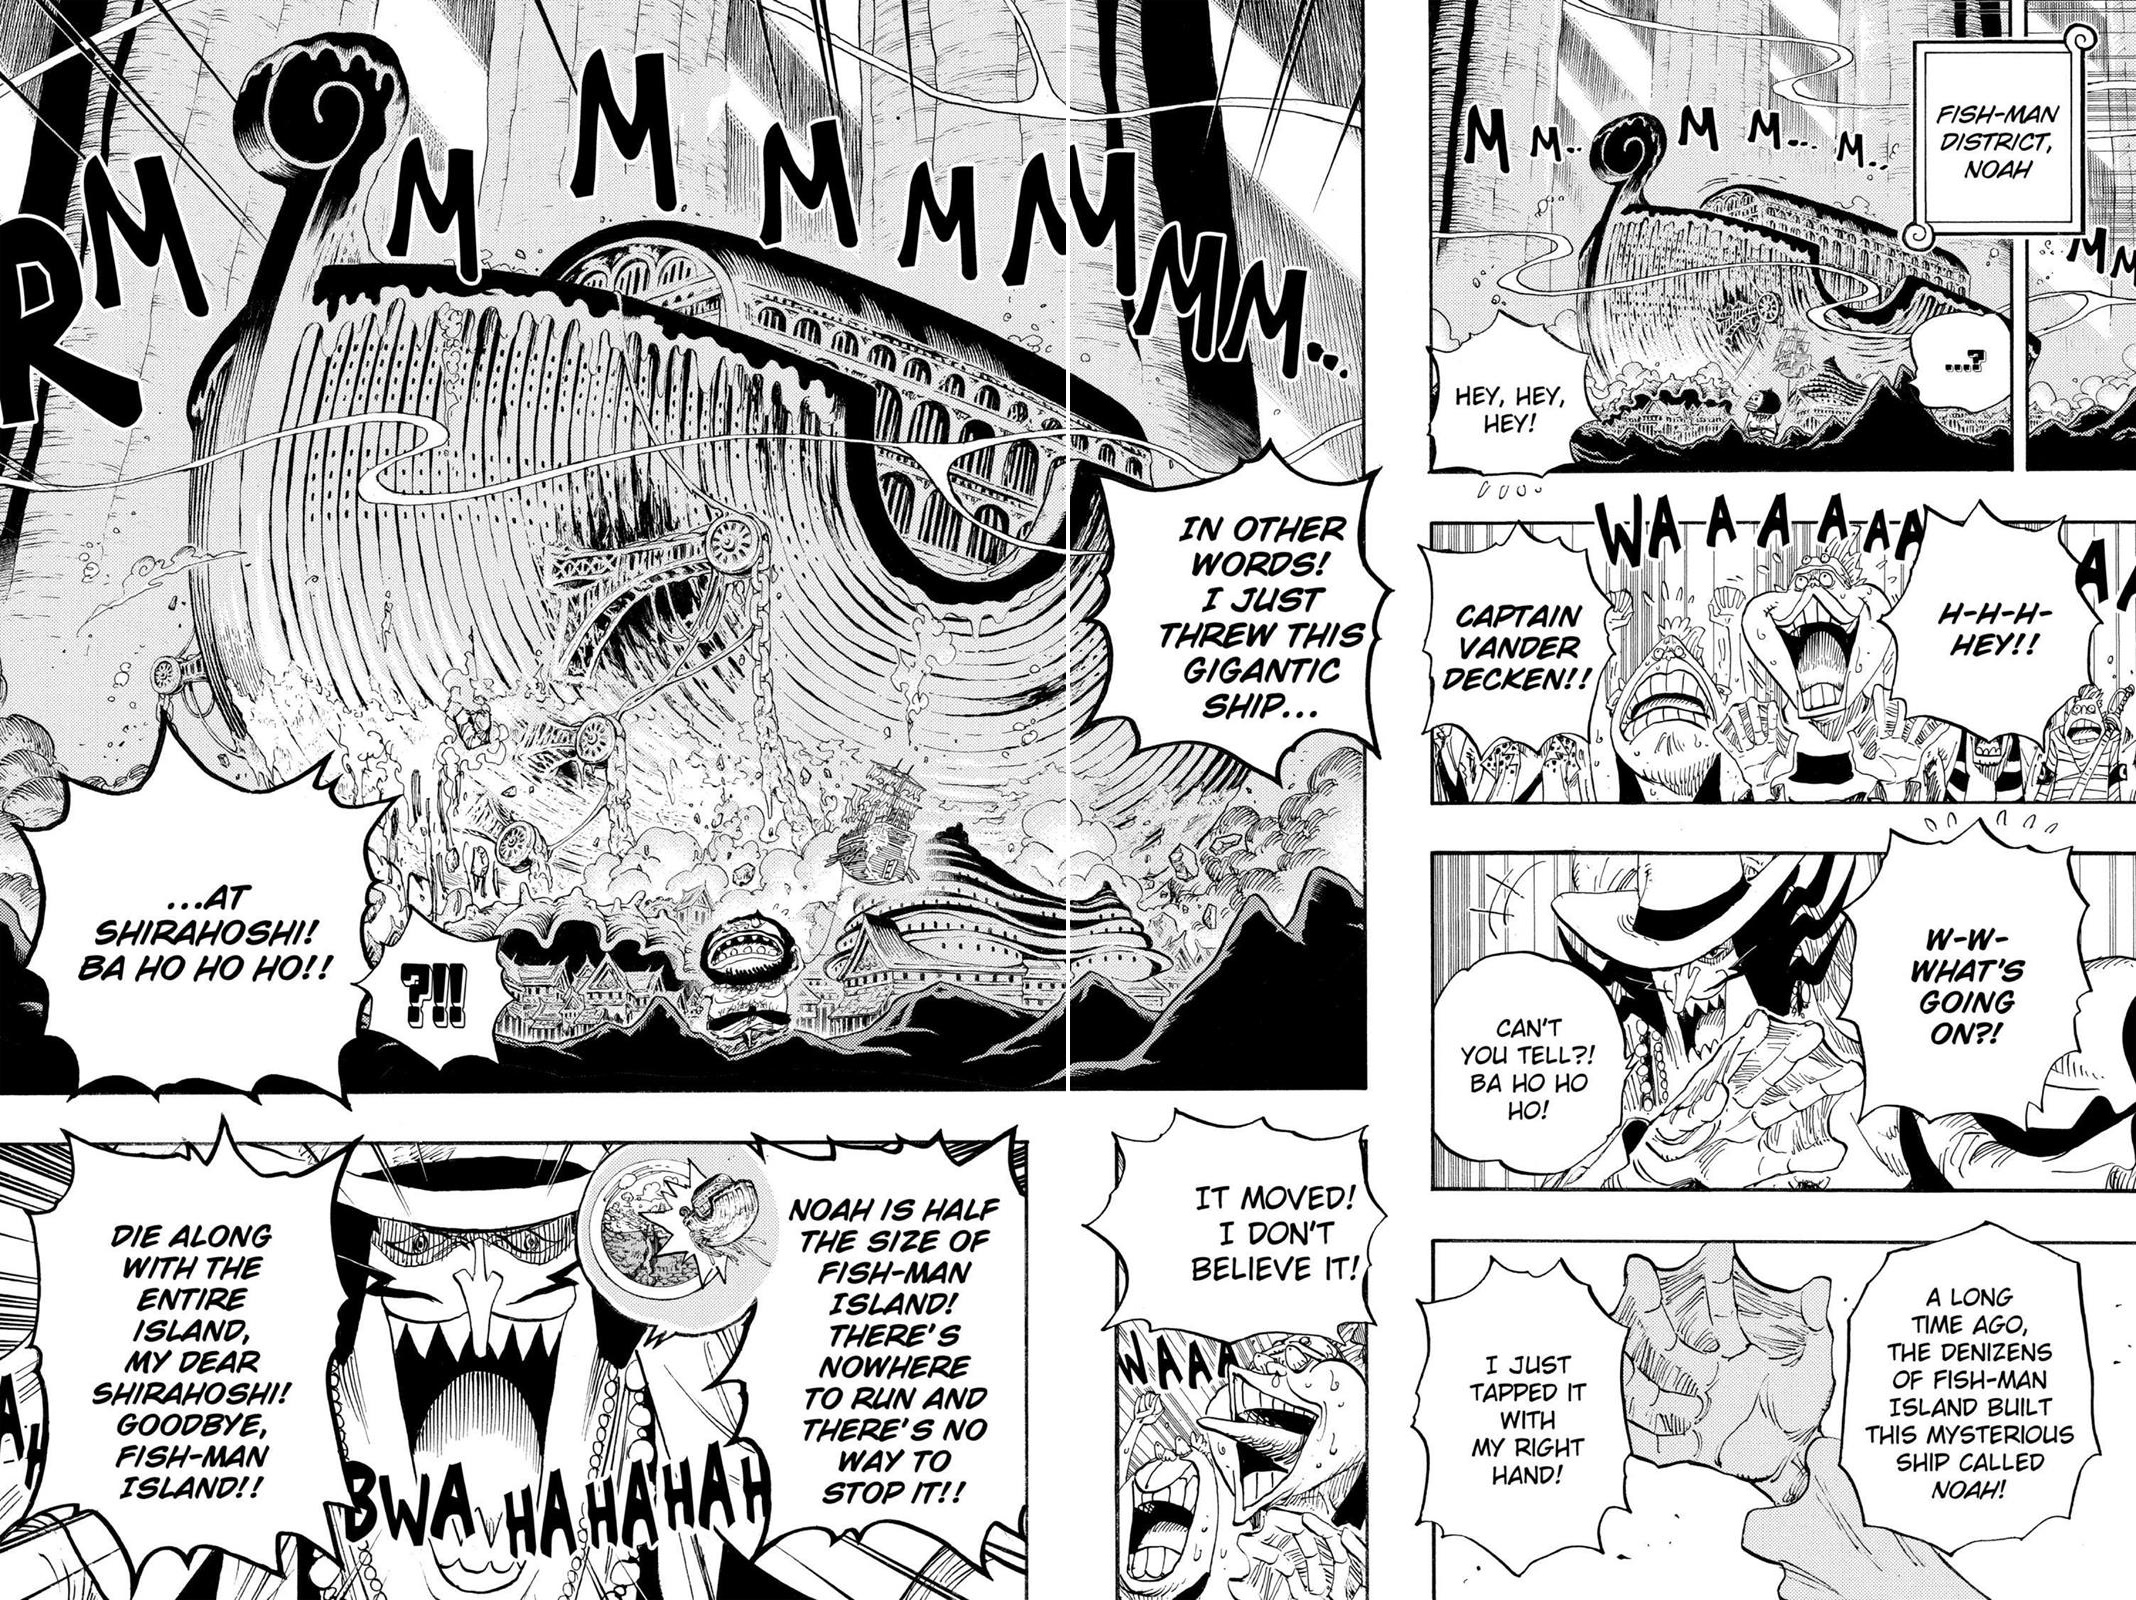 FISH-MAN
DISTRICT,
NOAH
M M.. M M... M..
MM
....?
HEY, HEY,
HEY!
WAAAAAA
H-H-H-
HEY!!
CAPTAIN
VANDER
DECKEN!!
W-W-
WHAT'S
GOING
ON?!
CAN'T
YOU TELL?!
BA HO HO
HO!
A LONG
TIME AGO,
THE DENIZENS
OF FISH-MAN
ISLAND BUILT
THIS MYSTERIOUS
SHIP CALLED
NOAH!
I JUST
TAPPED IT
WITH
MY RIGHT
HAND!
RMMMMMMMMM...
IN OTHER
WORDS!
I JUST
THREW THIS
GIGANTIC
SHIP...
...AT
SHIRAHOSHI!
BA HO HO HO!!
?!!
IT MOVED!
I DON'T
BELIEVE IT!
WAAA
NOAH IS HALF
THE SIZE OF
FISH-MAN
ISLAND!
THERE'S
NOWHERE
TO RUN AND
THERE'S NO
WAY TO
STOP IT!!
BWA HAHAHAH
DIE ALONG
WITH THE
ENTIRE
ISLAND,
MY DEAR
SHIRAHOSHI!
GOODBYE,
FISH-MAN
ISLAND!!